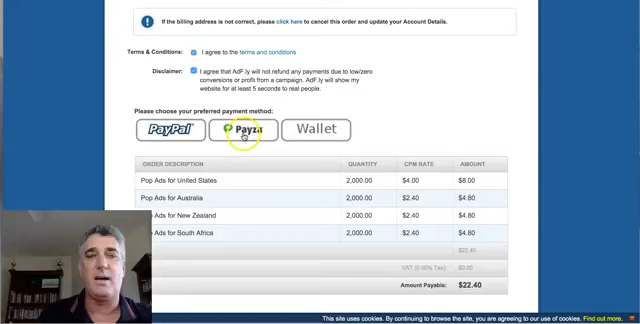 If the billing address is not correct, please click here to cancel this order and update your Account Details.
Terms & Conditions: I agree to the terms and conditions
Disclaimer: I agree that AdF.ly will not refund any payments due to low/zero
conversions or profit from a campaign. AdF.ly will show my
website for at least 5 seconds to real people.
Please choose your preferred payment method:
PayPal Payza Wallet
ORDER DESCRIPTION QUANTITY CPM RATE AMOUNT
Pop Ads for United States 2,000.00 $4.00 $8.00
Pop Ads for Australia 2,000.00 $2.40 $4.80
Ads for New Zealand 2,000.00 $2.40 $4.80
Ads for South Africa 2,000.00 $2.40 $4.80
$22.40
VAT (0.00% Tax): $0.00
Amount Payable: $22.40
This site uses cookies. By continuing to browse the site, you are agreeing to our use of cookies. Find out more.